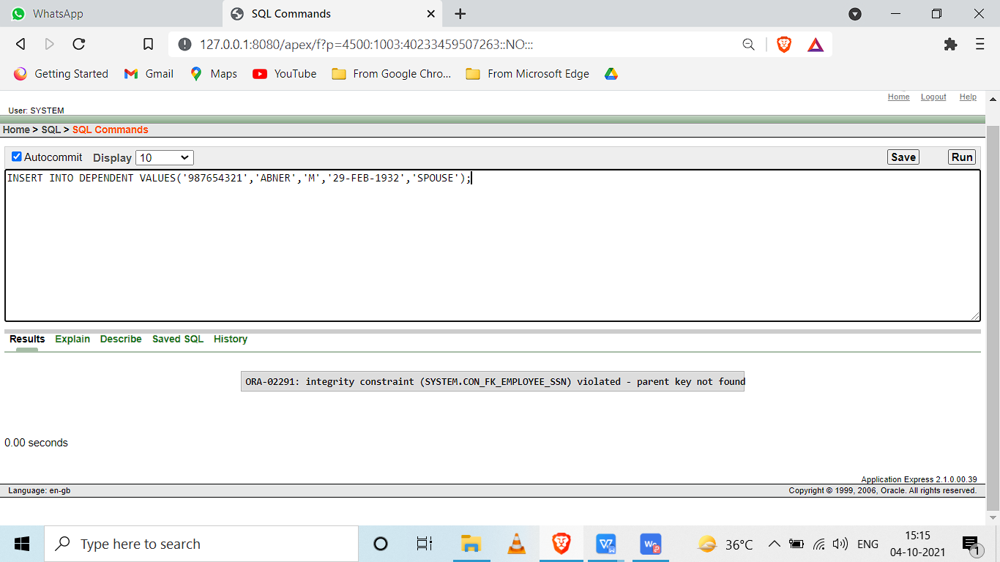 WhatsApp
SQL Commands
127.0.0.1:8080/apex/f?p=4500:1003:40233459507263::NO:::
Getting Started Gmail Maps YouTube From Google Chro... From Microsoft Edge
Home Logout Help
User: SYSTEM
Home > SQL > SQL Commands
Autocommit Display 10 Save Run
INSERT INTO DEPENDENT VALUES('987654321','ABNER','M','29-FEB-1932','SPOUSE');
Results Explain Describe Saved SQL History
ORA-02291: integrity constraint (SYSTEM.CON_FK_EMPLOYEE_SSN) violated - parent key not found
0.00 seconds
Application Express 2.1.0.00.39
Language: en-gb Copyright © 1999, 2006, Oracle. All rights reserved.
Type here to search 36°C ENG 15:15
04-10-2021 1